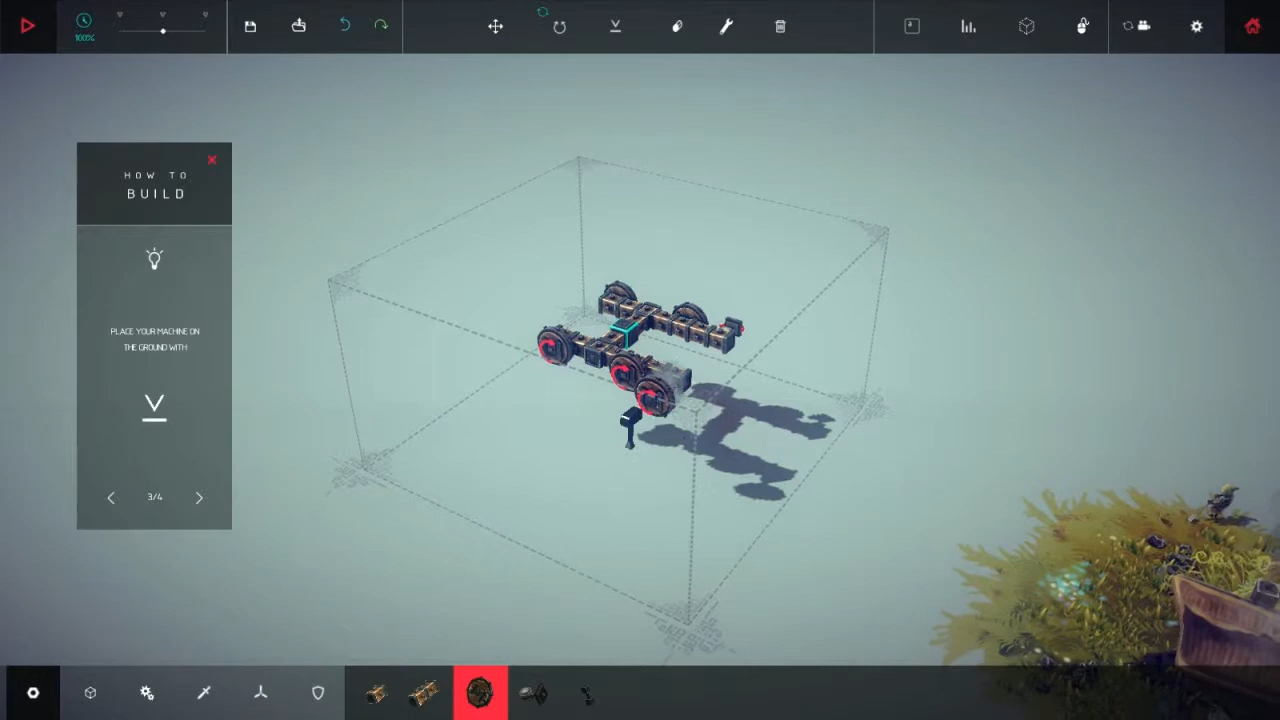 100%
HOW TO
BUILD
PLACE YOUR MACHINE ON
THE GROUND WITH
3/4